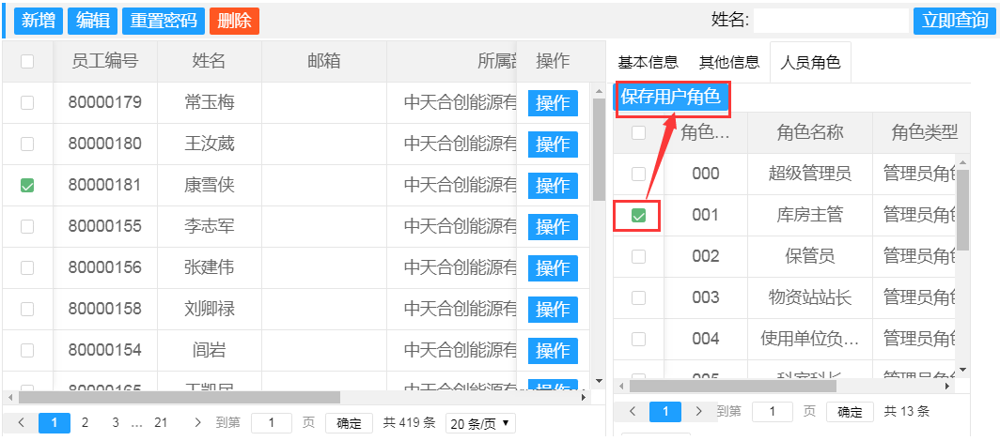 新增 编辑 重置密码 删除 姓名: 立即查询
员工编号 姓名 邮箱 所属部 操作
80000179 常玉梅 中天合创能源有 操作
80000180 王汝葳 中天合创能源有 操作
80000181 康雪侠 中天合创能源有 操作
80000155 李志军 中天合创能源有 操作
80000156 张建伟 中天合创能源有 操作
80000158 刘卿禄 中天合创能源有 操作
80000154 闾岩 中天合创能源有 操作
80000165 王凯民 中天合创能源有 操作
1 2 3 … 21 到第 1 页 确定 共 419 条 20 条/页
基本信息 其他信息 人员角色
保存用户角色
角色... 角色名称 角色类型
000 超级管理员 管理员角色
001 库房主管 管理员角色
002 保管员 管理员角色
003 物资站站长 管理员角色
004 使用单位负... 管理员角色
005 科室科长 管理员角色
1 到第 1 页 确定 共 13 条